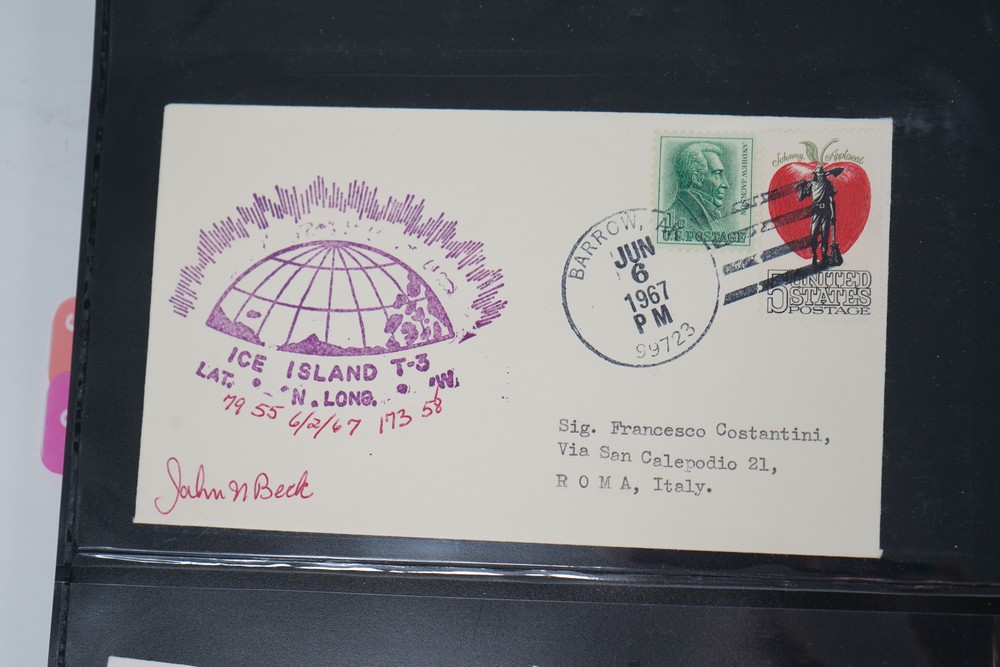 ANDREW JACKSON
1¢
U.S. POSTAGE
Johnny Appleseed
5¢ UNITED
STATES
POSTAGE
BARROW,
JUN
6
1967
PM
99723
ICE ISLAND T-3
LAT. N. LONG. W.
79 55 6/2/67 173 58
John N Beck
Sig. Francesco Costantini,
Via San Calepodio 21,
R O M A, Italy.